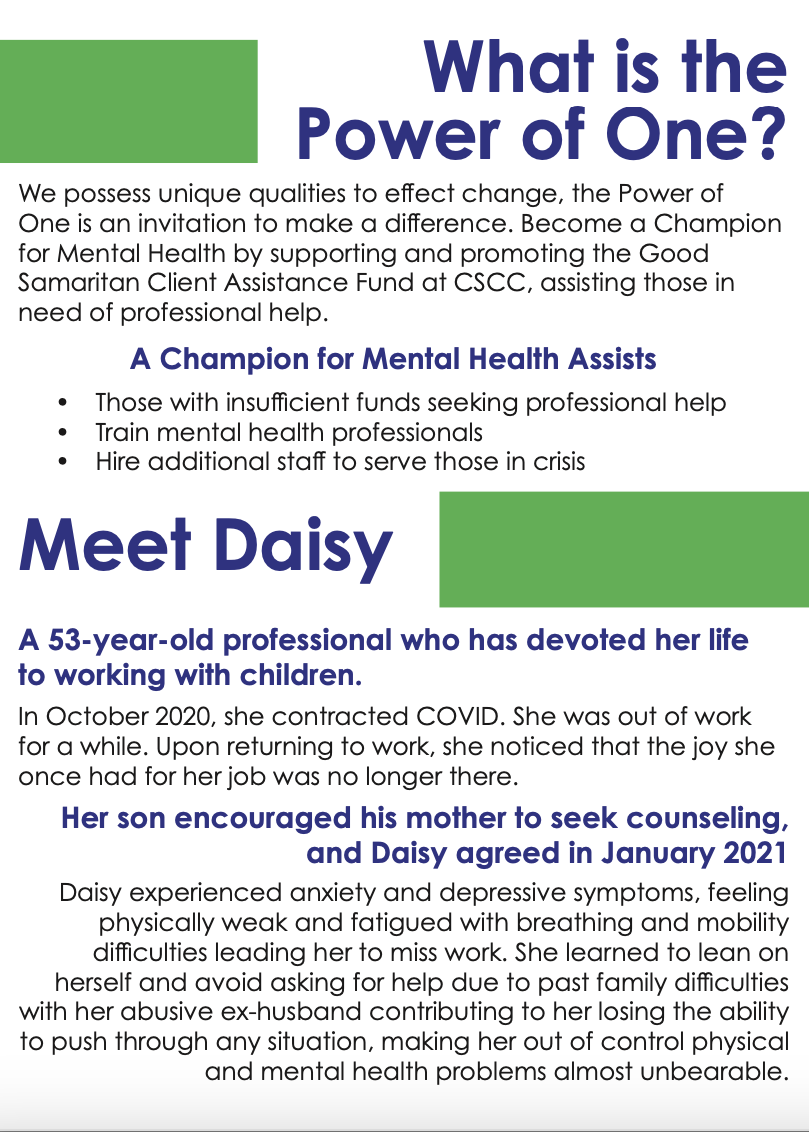 What is the
Power of One?
We possess unique qualities to effect change, the Power of
One is an invitation to make a difference. Become a Champion
for Mental Health by supporting and promoting the Good
Samaritan Client Assistance Fund at CSCC, assisting those in
need of professional help.
A Champion for Mental Health Assists
• Those with insufficient funds seeking professional help
• Train mental health professionals
• Hire additional staff to serve those in crisis
Meet Daisy
A 53-year-old professional who has devoted her life
to working with children.
In October 2020, she contracted COVID. She was out of work
for a while. Upon returning to work, she noticed that the joy she
once had for her job was no longer there.
Her son encouraged his mother to seek counseling,
and Daisy agreed in January 2021
Daisy experienced anxiety and depressive symptoms, feeling
physically weak and fatigued with breathing and mobility
difficulties leading her to miss work. She learned to lean on
herself and avoid asking for help due to past family difficulties
with her abusive ex-husband contributing to her losing the ability
to push through any situation, making her out of control physical
and mental health problems almost unbearable.